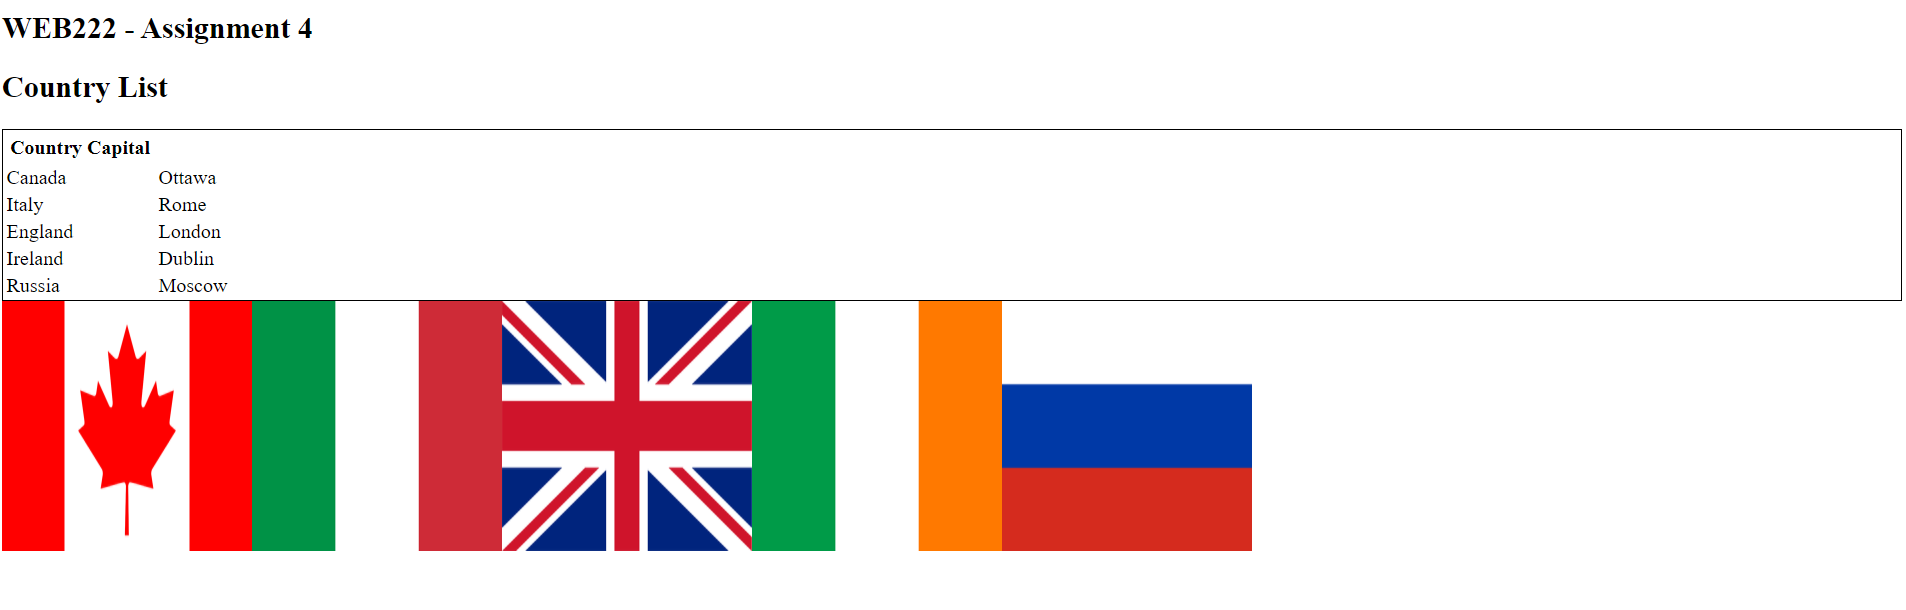 WEB222 - Assignment 4
Country List
Country Capital
Canada Ottawa
Italy Rome
England London
Ireland Dublin
Russia Moscow